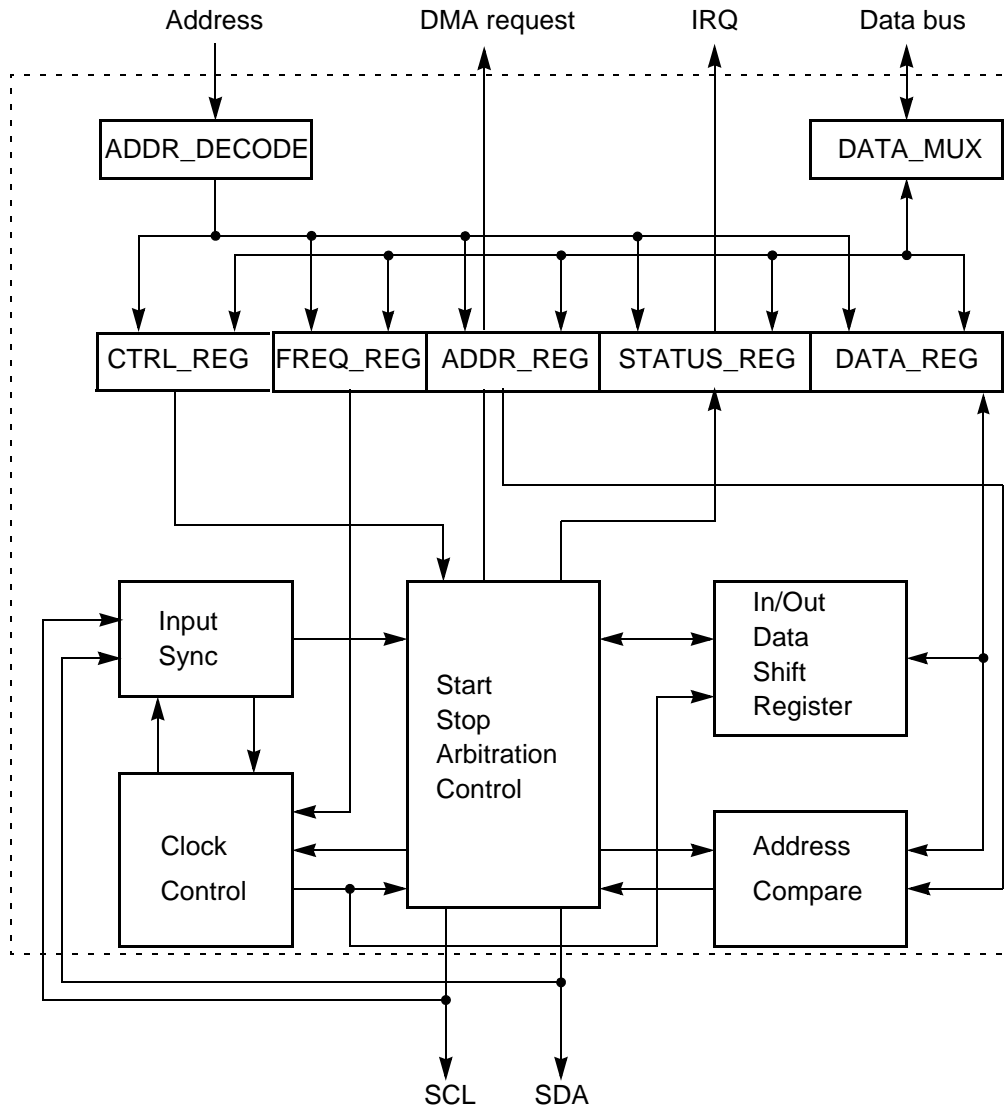 Address
DMA request
IRQ
Data bus
ADDR_DECODE
DATA_MUX
CTRL_REG
FREQ_REG
ADDR_REG
STATUS_REG
DATA_REG
Input
Sync
Start
Stop
Arbitration
Control
In/Out
Data
Shift
Register
Clock
Control
Address
Compare
SCL
SDA